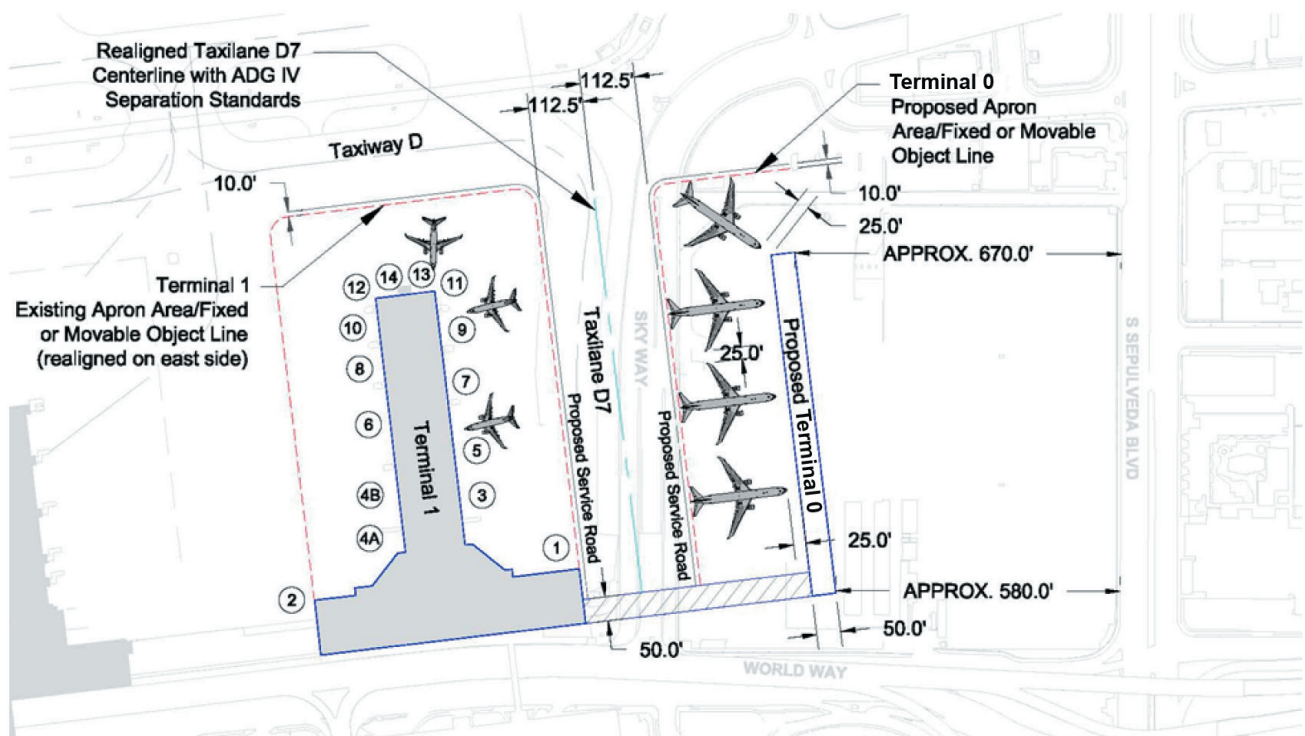 Realigned Taxilane D7
Centerline with ADG IV
Separation Standards
112.5'
112.5'
Terminal 0
Proposed Apron
Area/Fixed or Movable
Object Line
Taxiway D
10.0'
10.0'
25.0'
APPROX. 670.0'
Terminal 1
Existing Apron Area/Fixed
or Movable Object Line
(realigned on east side)
12
14
13
11
10
9
8
7
6
5
4B
3
4A
1
2
Terminal 1
Proposed Service Road
Taxilane D7
SKY WAY
Proposed Service Road
25.0'
Proposed Terminal 0
S SEPULVEDA BLVD
25.0'
APPROX. 580.0'
50.0'
50.0'
WORLD WAY